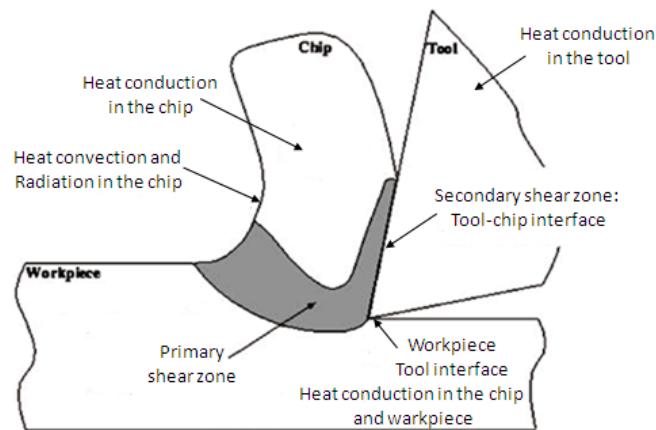 Chip
Tool
Heat conduction
in the tool
Heat conduction
in the chip
Heat convection and
Radiation in the chip
Secondary shear zone:
Tool-chip interface
Workpiece
Primary
shear zone
Workpiece
Tool interface
Heat conduction in the chip
and warkpiece